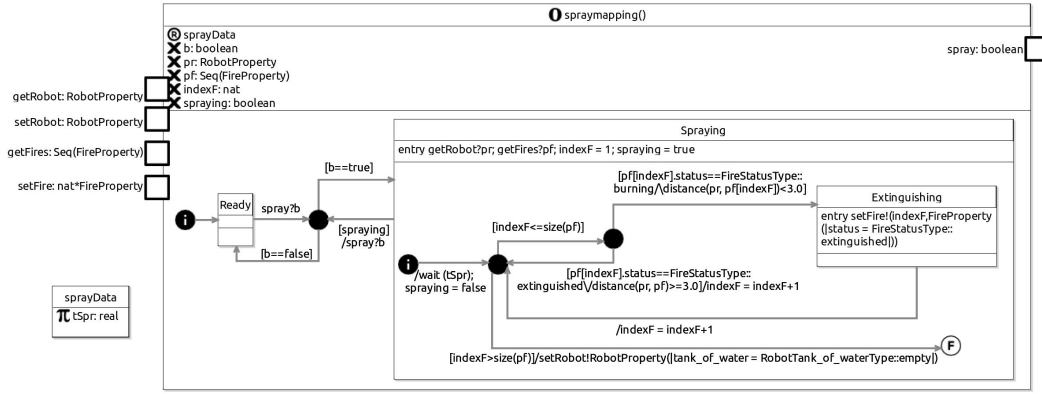 O spraymapping()
R sprayData
X b: boolean
X pr: RobotProperty
X pf: Seq(FireProperty)
X indexF: nat
X spraying: boolean
spray: boolean
getRobot: RobotProperty
setRobot: RobotProperty
getFires: Seq(FireProperty)
setFire: nat*FireProperty
Spraying
entry getRobot?pr; getFires?pf; indexF = 1; spraying = true
[b==true]
[pf[indexF].status==FireStatusType::
burning/\distance(pr, pf[indexF])<3.0]
Extinguishing
entry setFire!(indexF,FireProperty
(|status = FireStatusType::
extinguished|))
i
Ready
spray?b
[spraying]
/spray?b
[b==false]
[indexF<=size(pf)]
i
/wait (tSpr);
spraying = false
[pf[indexF].status==FireStatusType::
extinguished\/distance(pr, pf)>=3.0]/indexF = indexF+1
sprayData
π tSpr: real
/indexF = indexF+1
F
[indexF>size(pf)]/setRobot!RobotProperty(|tank_of_water = RobotTank_of_waterType::empty|)